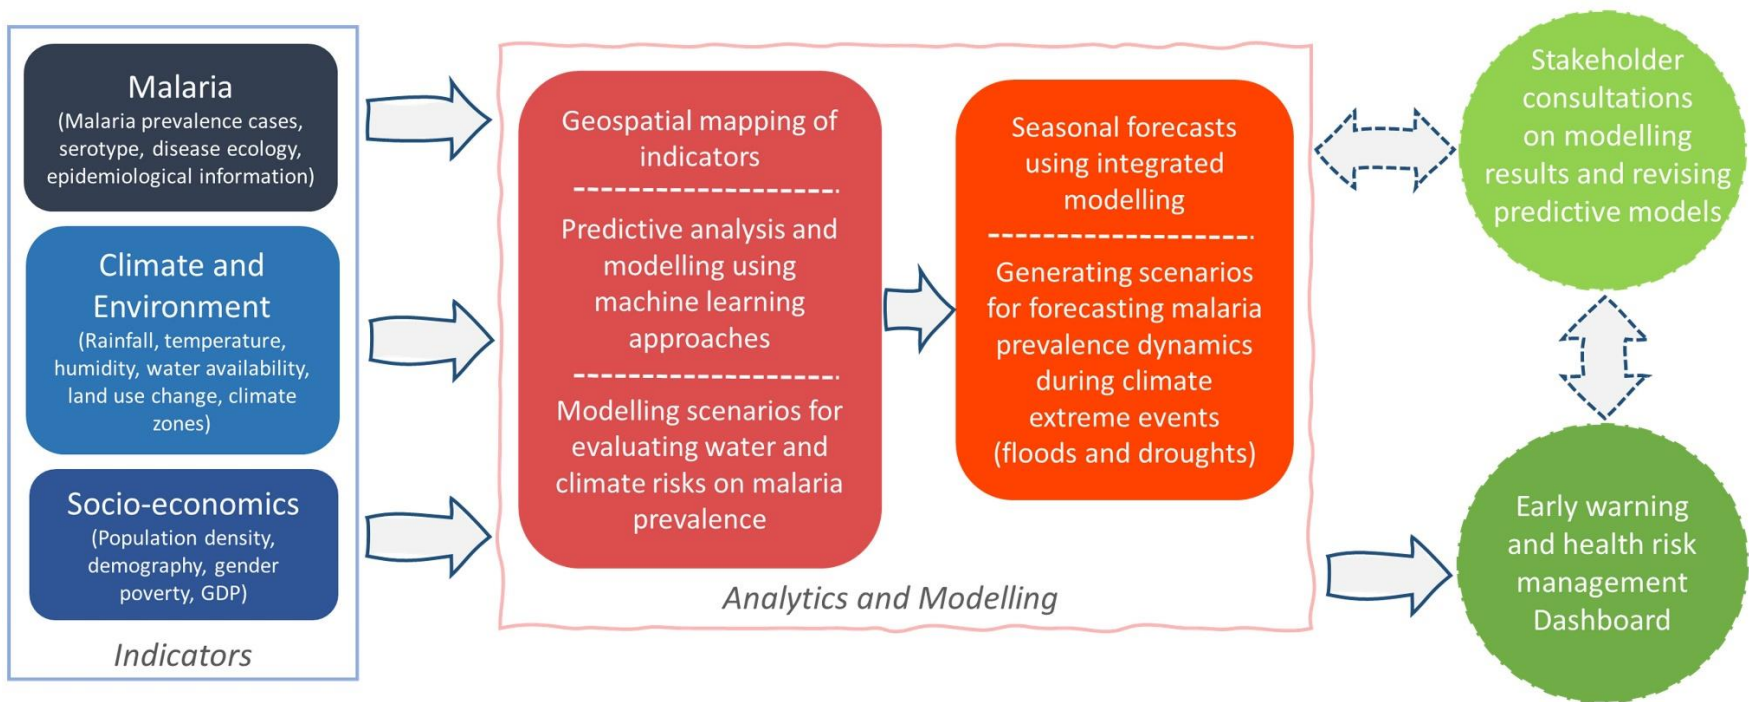 Malaria
(Malaria prevalence cases,
serotype, disease ecology,
epidemiological information)
Climate and
Environment
(Rainfall, temperature,
humidity, water availability,
land use change, climate
zones)
Socio-economics
(Population density,
demography, gender
poverty, GDP)
Indicators
Geospatial mapping of
indicators
Predictive analysis and
modelling using
machine learning
approaches
Modelling scenarios for
evaluating water and
climate risks on malaria
prevalence
Seasonal forecasts
using integrated
modelling
Generating scenarios
for forecasting malaria
prevalence dynamics
during climate
extreme events
(floods and droughts)
Analytics and Modelling
Stakeholder
consultations
on modelling
results and revising
predictive models
Early warning
and health risk
management
Dashboard